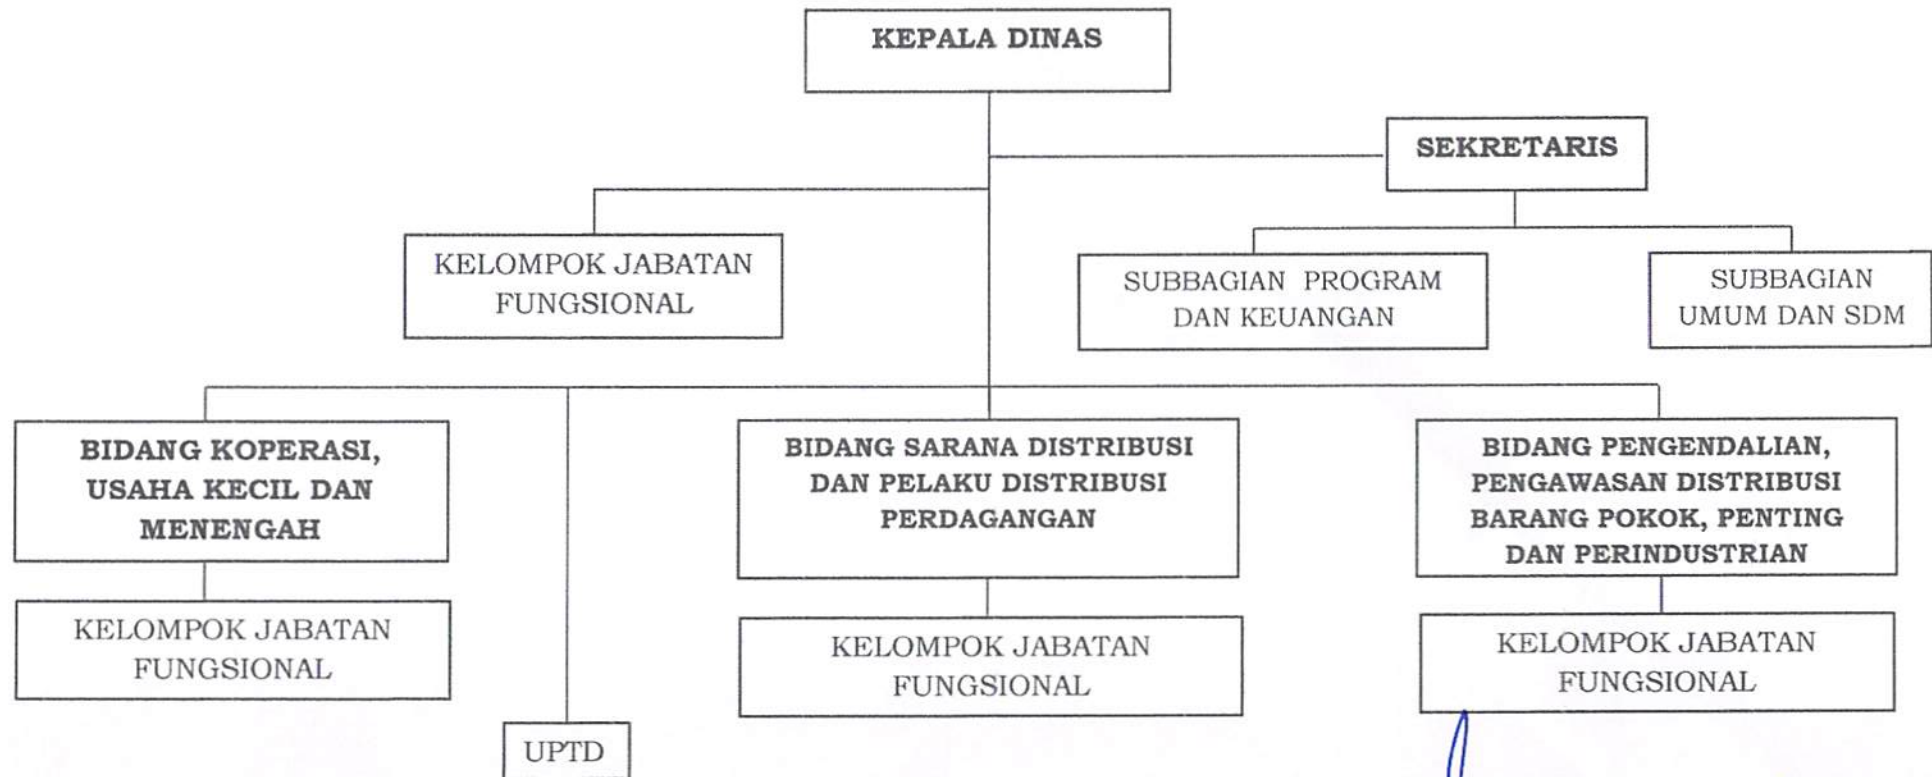 KEPALA DINAS
SEKRETARIS
KELOMPOK JABATAN
FUNGSIONAL
SUBBAGIAN PROGRAM
DAN KEUANGAN
SUBBAGIAN
UMUM DAN SDM
BIDANG KOPERASI,
USAHA KECIL DAN
MENENGAH
BIDANG SARANA DISTRIBUSI
DAN PELAKU DISTRIBUSI
PERDAGANGAN
BIDANG PENGENDALIAN,
PENGAWASAN DISTRIBUSI
BARANG POKOK, PENTING
DAN PERINDUSTRIAN
KELOMPOK JABATAN
FUNGSIONAL
KELOMPOK JABATAN
FUNGSIONAL
KELOMPOK JABATAN
FUNGSIONAL
UPTD